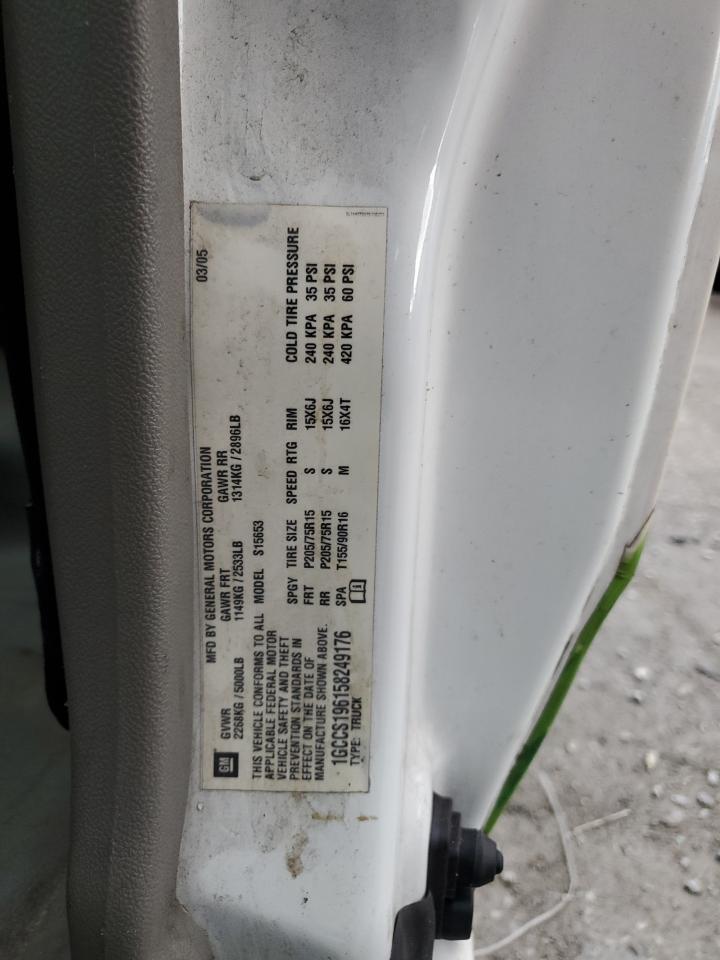 MFD BY GENERAL MOTORS CORPORATION
03/05
GM
GVWR
GAWR FRT
GAWR RR
2268KG / 5000LB
1149KG / 2533LB
1314KG / 2896LB
THIS VEHICLE CONFORMS TO ALL
APPLICABLE FEDERAL MOTOR
VEHICLE SAFETY AND THEFT
PREVENTION STANDARDS IN
EFFECT ON THE DATE OF
MANUFACTURE SHOWN ABOVE.
1GCCS196158249176
TYPE: TRUCK
MODEL S15653
SPGY TIRE SIZE SPEED RTG RIM COLD TIRE PRESSURE
FRT P205/75R15 S 15X6J 240 KPA 35 PSI
RR P205/75R15 S 15X6J 240 KPA 35 PSI
SPA T155/90R16 M 16X4T 420 KPA 60 PSI